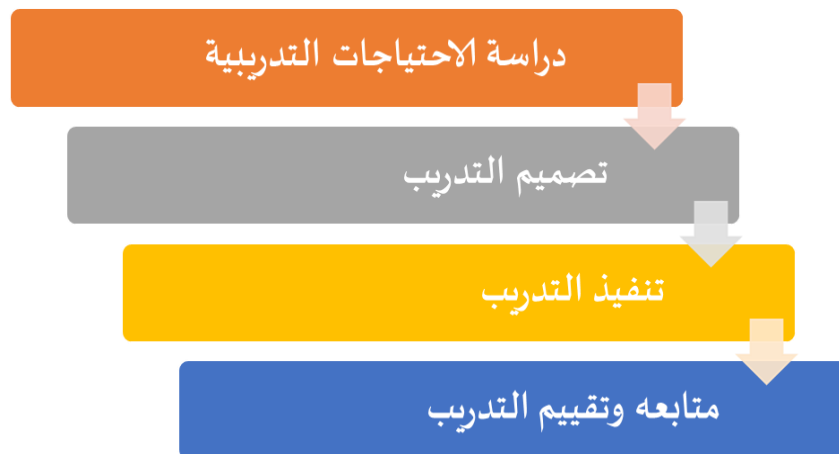 دراسة الاحتياجات التدريبية
تصميم التدريب
تنفيذ التدريب
متابعه وتقييم التدريب